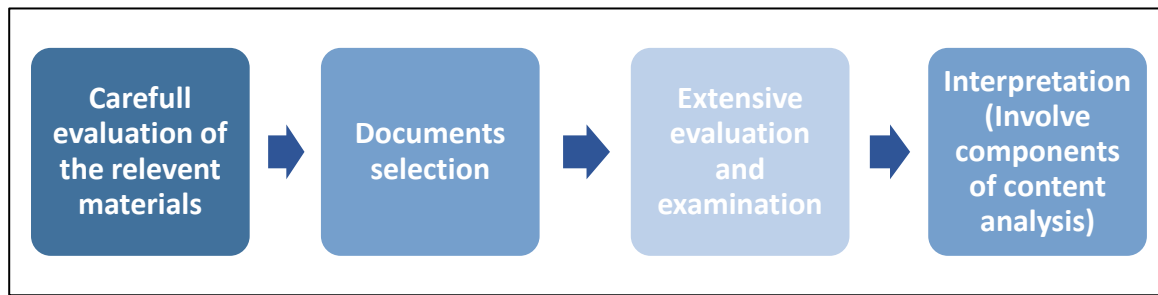 Carefull
evaluation of
the relevent
materials
Documents
selection
Extensive
evaluation
and
examination
Interpretation
(Involve
components
of content
analysis)